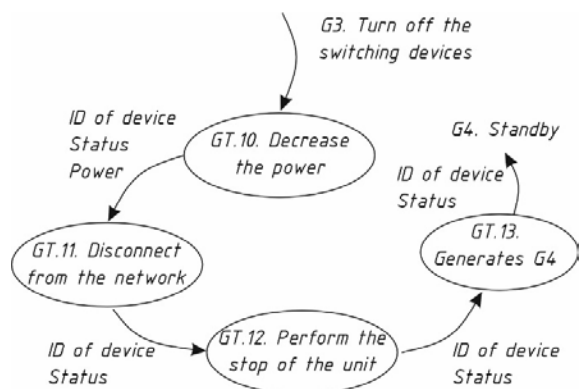 G3. Turn off the
switching devices
ID of device
Status
Power
GT.10. Decrease
the power
G4. Standby
ID of device
Status
GT.11. Disconnect
from the network
GT.13.
Generates G4
GT.12. Perform the
stop of the unit
ID of device
Status
ID of device
Status